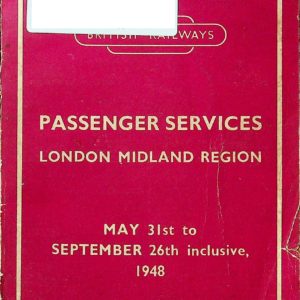 BRITISH RAILWAYS
PASSENGER SERVICES
LONDON MIDLAND REGION
MAY 31st to
SEPTEMBER 26th inclusive,
1948